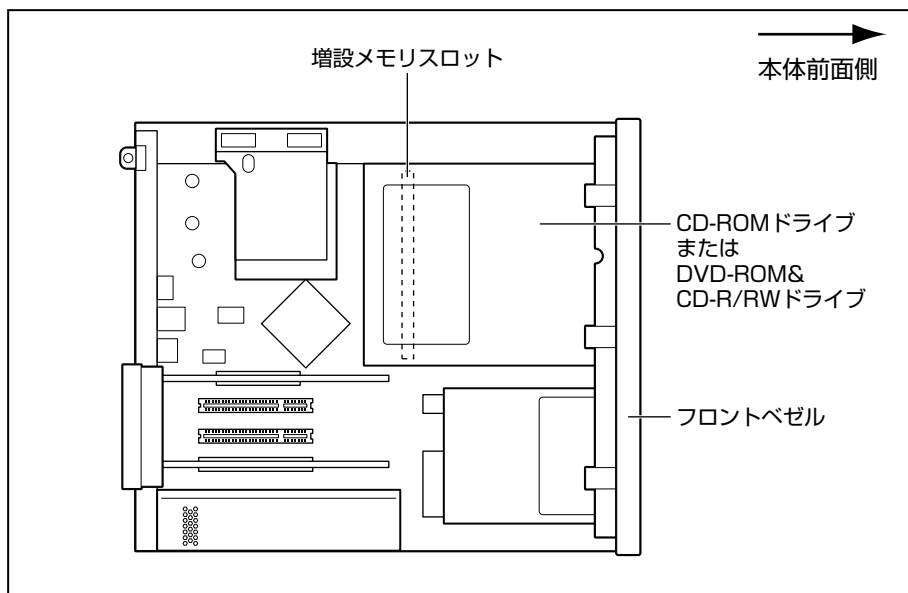 増設メモリスロット
本体前面側
CD-ROMドライブ
または
DVD-ROM&
CD-R/RWドライブ
フロントベゼル